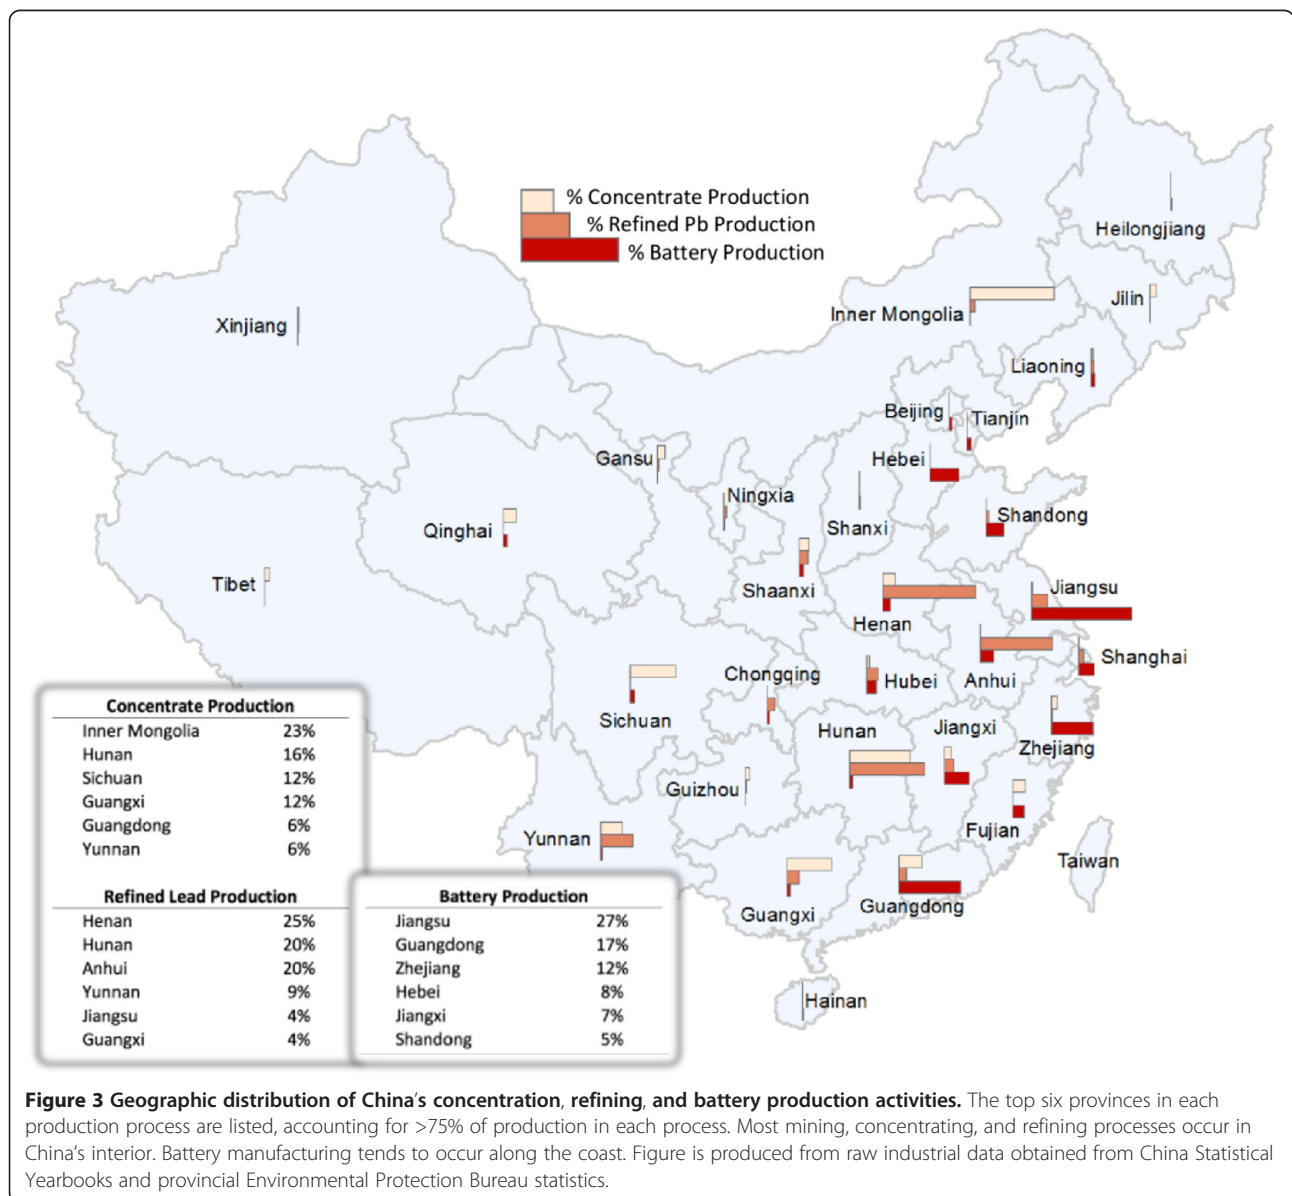 % Concentrate Production
% Refined Pb Production
% Battery Production
Heilongjiang
Jilin
Inner Mongolia
Xinjiang
Liaoning
Beijing
Tianjin
Gansu
Hebei
Ningxia
Shanxi
Shandong
Qinghai
Tibet
Shaanxi
Henan
Jiangsu
Shanghai
Chongqing
Hubei
Anhui
Sichuan
Hunan
Jiangxi
Zhejiang
Guizhou
Yunnan
Fujian
Taiwan
Guangxi
Guangdong
Hainan
Concentrate Production
Inner Mongolia 23%
Hunan 16%
Sichuan 12%
Guangxi 12%
Guangdong 6%
Yunnan 6%
Refined Lead Production
Henan 25%
Hunan 20%
Anhui 20%
Yunnan 9%
Jiangsu 4%
Guangxi 4%
Battery Production
Jiangsu 27%
Guangdong 17%
Zhejiang 12%
Hebei 8%
Jiangxi 7%
Shandong 5%
Figure 3 Geographic distribution of China's concentration, refining, and battery production activities. The top six provinces in each
production process are listed, accounting for >75% of production in each process. Most mining, concentrating, and refining processes occur in
China's interior. Battery manufacturing tends to occur along the coast. Figure is produced from raw industrial data obtained from China Statistical
Yearbooks and provincial Environmental Protection Bureau statistics.